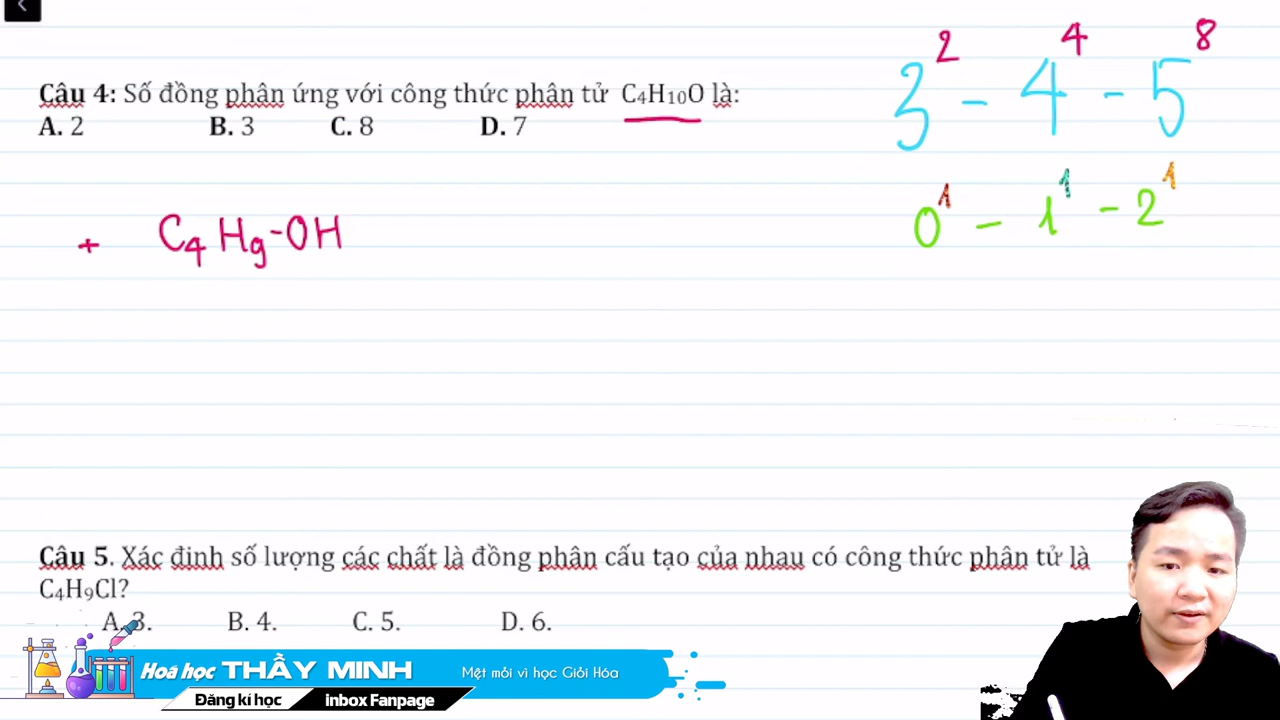 Câu 4: Số đồng phân ứng với công thức phân tử C₄H₁₀O là:
A. 2 B. 3 C. 8 D. 7
3² - 4⁴ - 5⁸
0¹ - 1¹ - 2¹
+ C₄H₉-OH
Câu 5. Xác định số lượng các chất là đồng phân cấu tạo của nhau có công thức phân tử là
C₄H₉Cl?
A. 3. B. 4. C. 5. D. 6.
Hoá học THẦY MINH Mệt mỏi vì học Giỏi Hóa
Đăng kí học inbox Fanpage